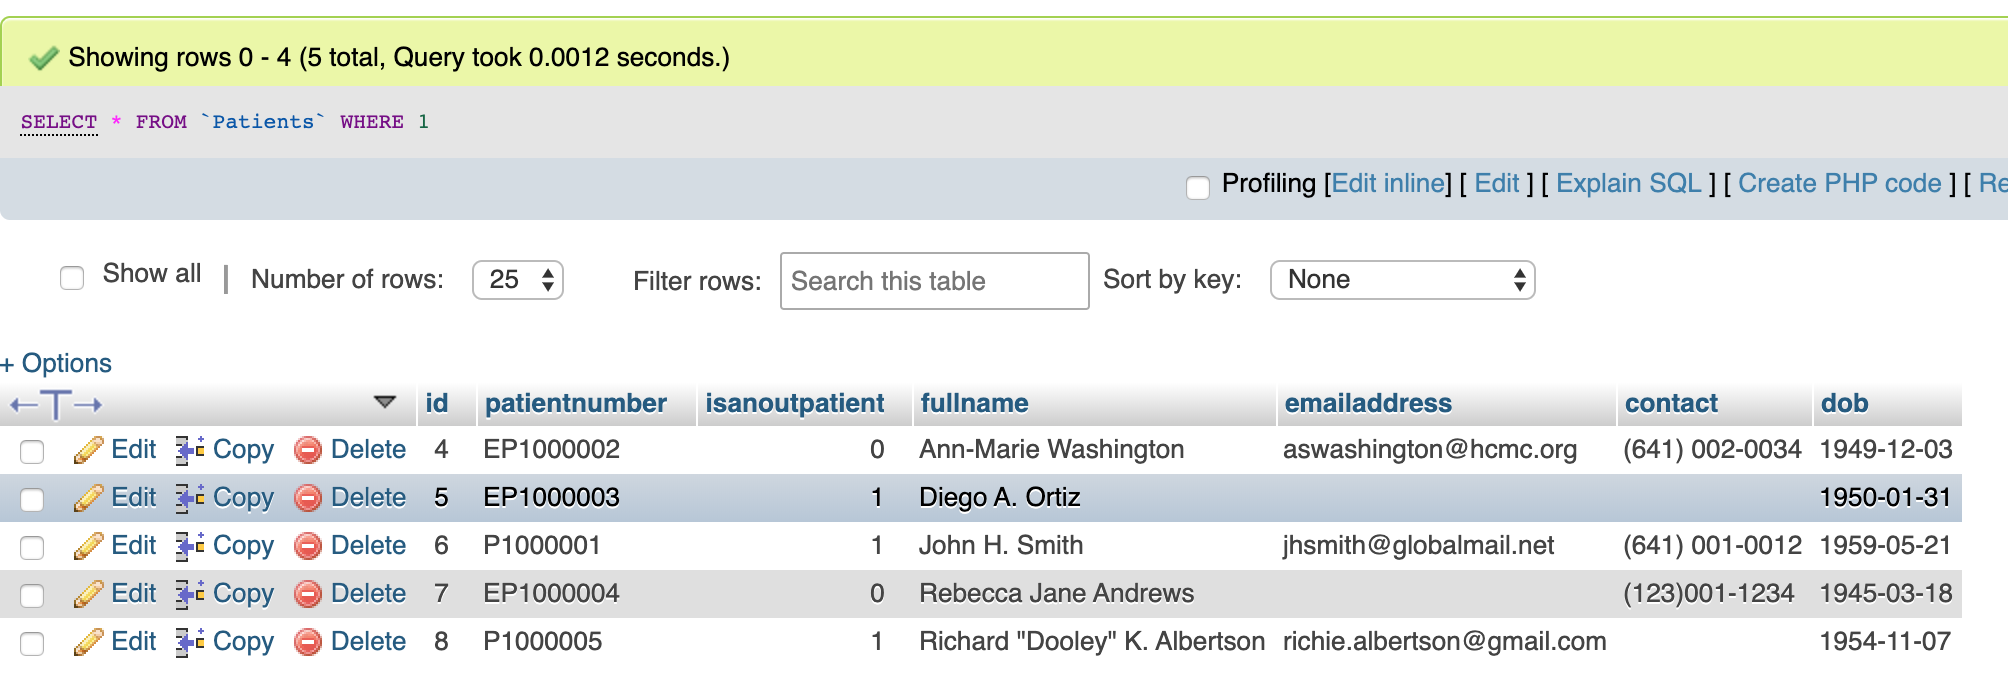 Showing rows 0 - 4 (5 total, Query took 0.0012 seconds.)
SELECT * FROM `Patients` WHERE 1
Profiling [Edit inline] [ Edit ] [ Explain SQL ] [ Create PHP code ] [ Re
Show all | Number of rows: 25 Filter rows: Search this table Sort by key: None
+ Options
←T→ id patientnumber isanoutpatient fullname emailaddress contact dob
Edit Copy Delete 4 EP1000002 0 Ann-Marie Washington aswashington@hcmc.org (641) 002-0034 1949-12-03
Edit Copy Delete 5 EP1000003 1 Diego A. Ortiz 1950-01-31
Edit Copy Delete 6 P1000001 1 John H. Smith jhsmith@globalmail.net (641) 001-0012 1959-05-21
Edit Copy Delete 7 EP1000004 0 Rebecca Jane Andrews (123)001-1234 1945-03-18
Edit Copy Delete 8 P1000005 1 Richard "Dooley" K. Albertson richie.albertson@gmail.com 1954-11-07